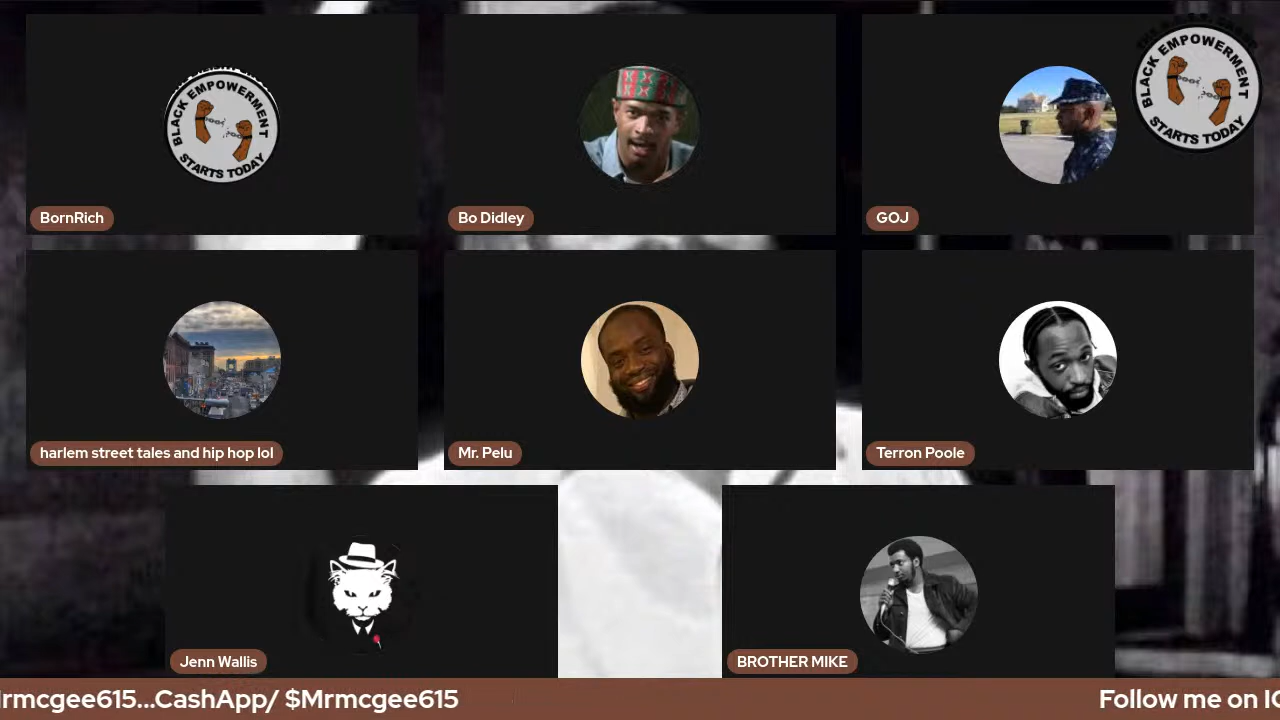 BLACK EMPOWERMENT
STARTS TODAY
BLACK EMPOWERMENT
STARTS TODAY
BornRich
Bo Didley
GOJ
harlem street tales and hip hop lol
Mr. Pelu
Terron Poole
Jenn Wallis
BROTHER MIKE
rmcgee615...CashApp/ $Mrmcgee615
Follow me on IG